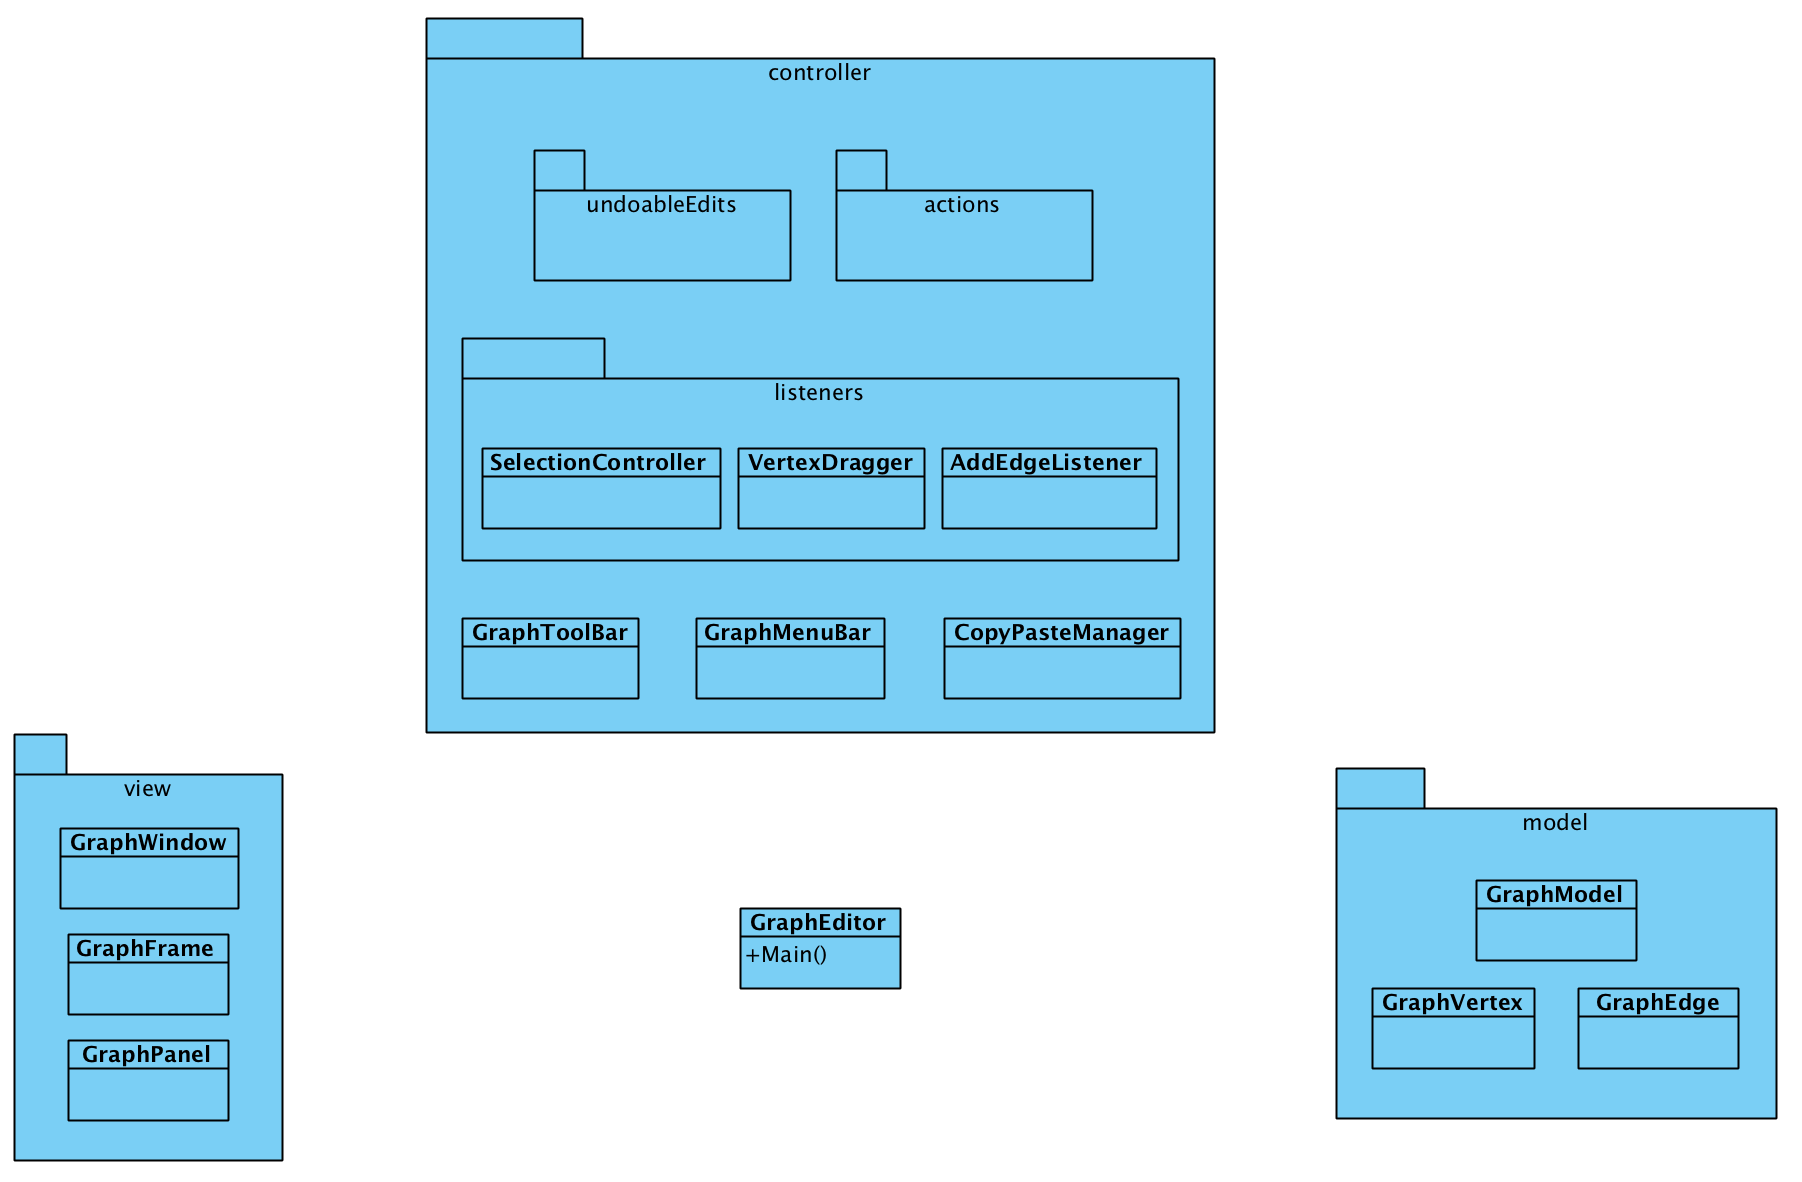 controller
undoableEdits
actions
listeners
SelectionController
VertexDragger
AddEdgeListener
GraphToolBar
GraphMenuBar
CopyPasteManager
view
GraphWindow
GraphFrame
GraphPanel
GraphEditor
+Main()
model
GraphModel
GraphVertex
GraphEdge